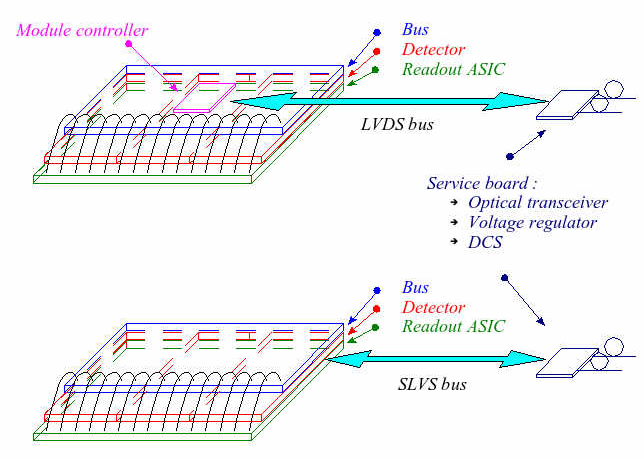 Module controller
Bus
Detector
Readout ASIC
LVDS bus
Service board :
Optical transceiver
Voltage regulator
DCS
Bus
Detector
Readout ASIC
SLVS bus